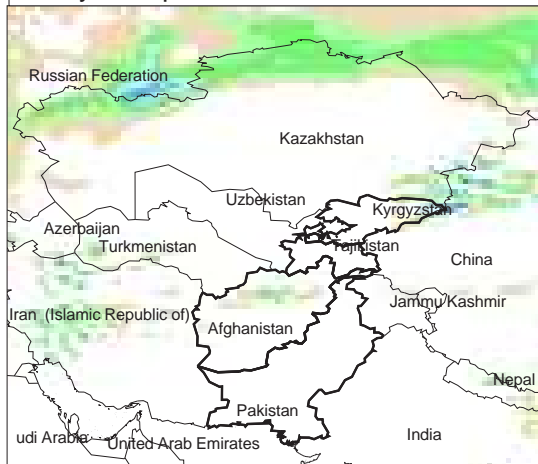 Russian Federation
Kazakhstan
Uzbekistan
Kyrgyzstan
Azerbaijan
Turkmenistan
Tajikistan
China
Iran (Islamic Republic of)
Jammu Kashmir
Afghanistan
Nepal
Pakistan
udi Arabia
United Arab Emirates
India